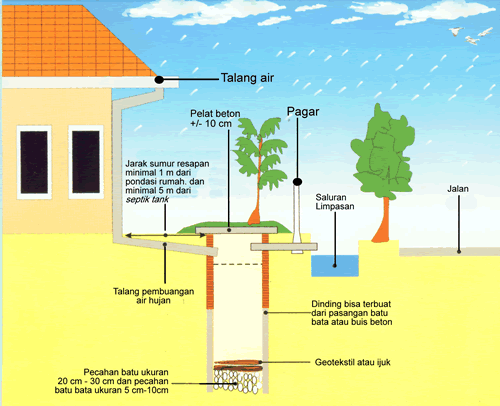 Talang air
Pelat beton
+/- 10 cm
Pagar
Jarak sumur resapan
minimal 1 m dari
pondasi rumah. dan
minimal 5 m dari
septik tank
Saluran
Limpasan
Jalan
Talang pembuangan
air hujan
Dinding bisa terbuat
dari pasangan batu
bata atau buis beton
Geotekstil atau ijuk
Pecahan batu ukuran
20 cm - 30 cm dan pecahan
batu bata ukuran 5 cm-10cm